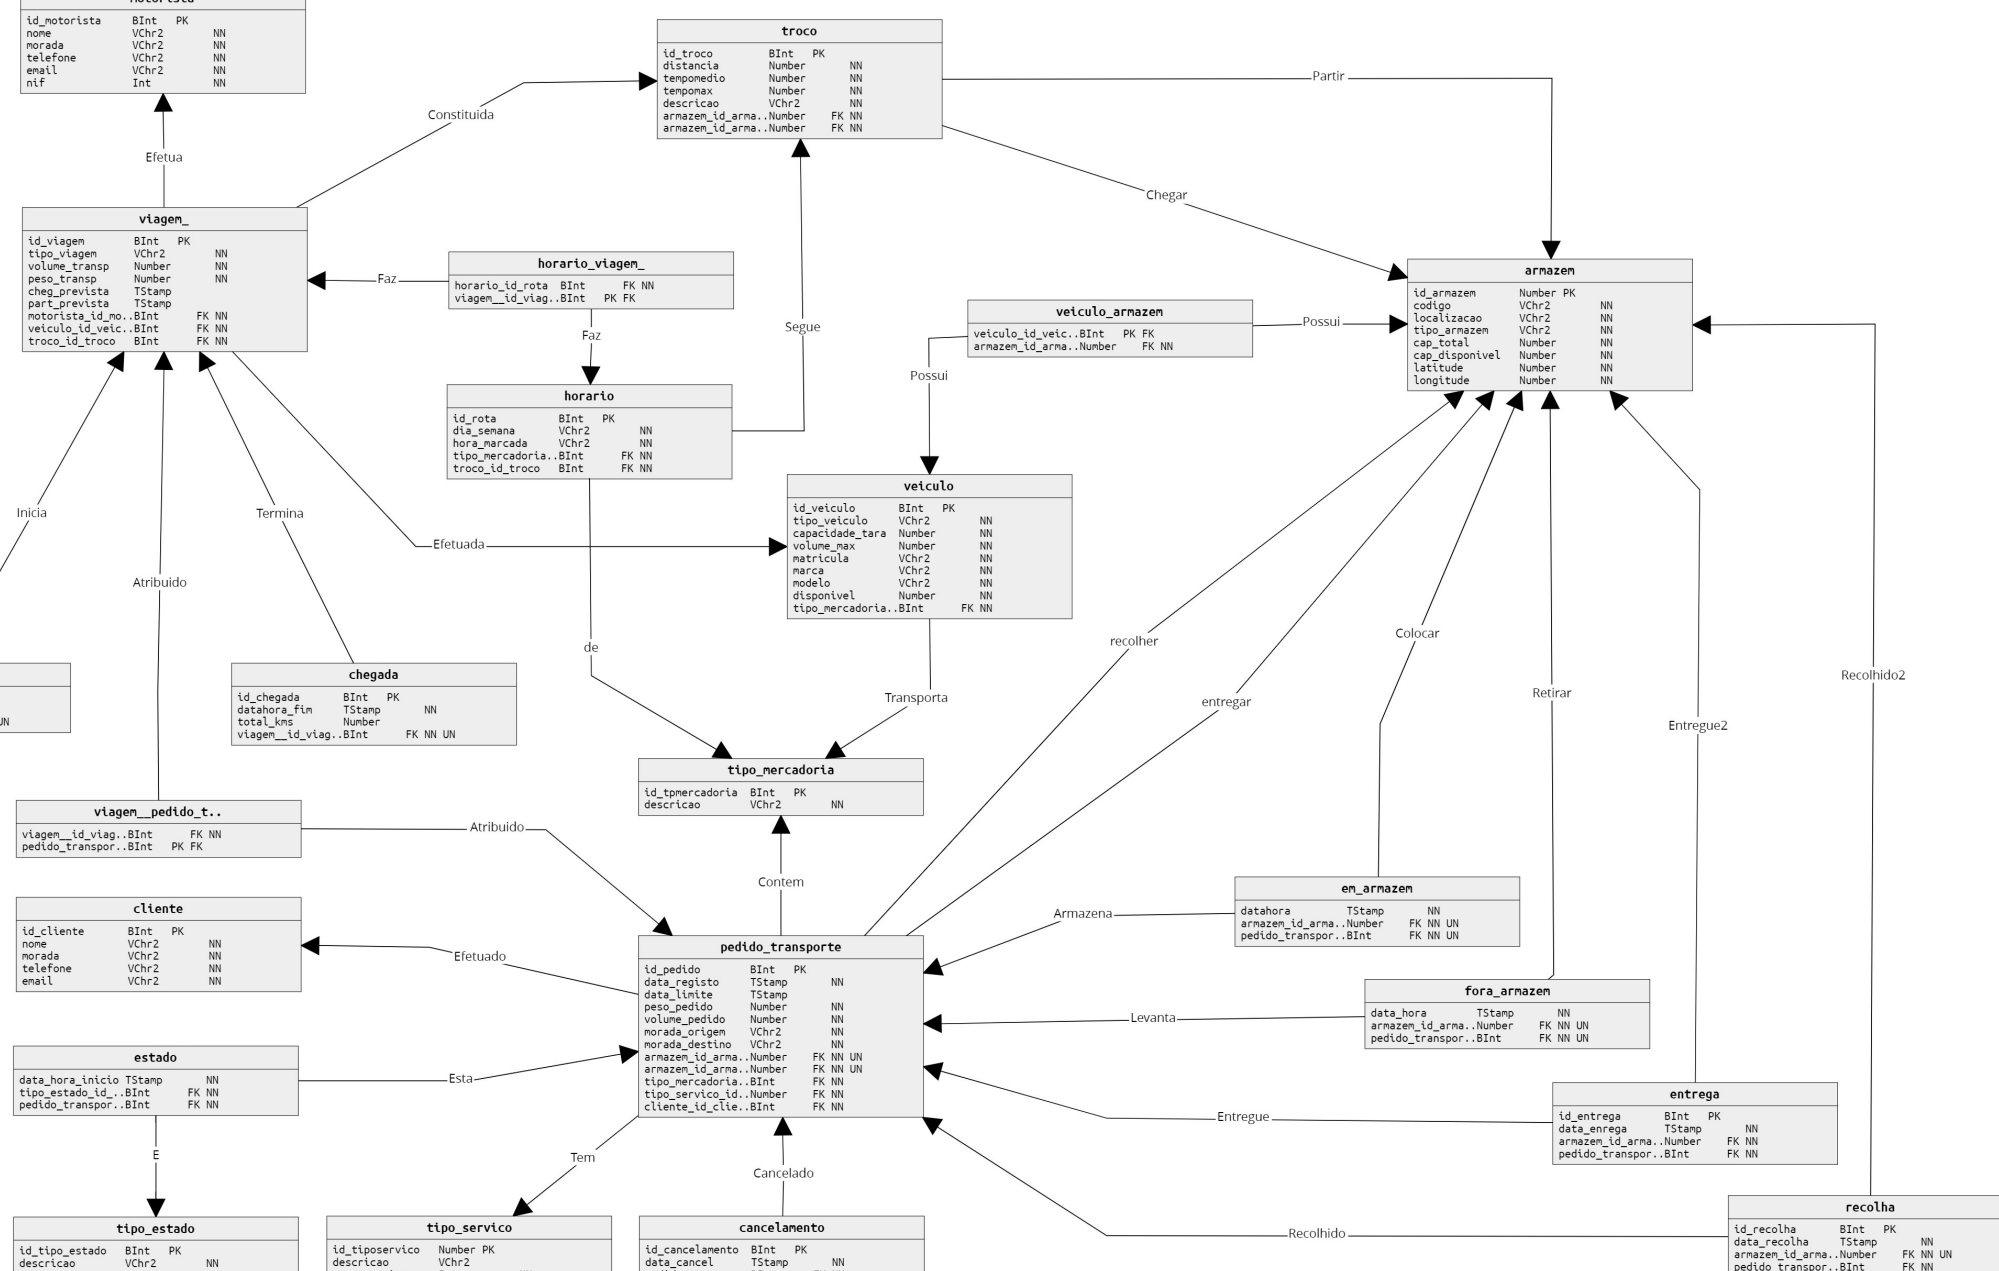 Motorista
id_motorista BInt PK
nome VChr2 NN
morada VChr2 NN
telefone VChr2 NN
email VChr2 NN
nif Int NN
troco
id_troco BInt PK
distancia Number NN
tempomedio Number NN
tempomax Number NN
descricao VChr2 NN
armazem_id_arma..Number FK NN
armazem_id_arma..Number FK NN
Partir
Constituida
Efetua
Chegar
viagem_
id_viagem BInt PK
tipo_viagem VChr2 NN
volume_transp Number NN
peso_transp Number NN
cheg_prevista TStamp
part_prevista TStamp
motorista_id_mo..BInt FK NN
veiculo_id_veic..BInt FK NN
troco_id_troco BInt FK NN
Faz
horario_viagem_
horario_id_rota BInt FK NN
viagem__id_viag..BInt PK FK
Faz
Segue
veiculo_armazem
veiculo_id_veic..BInt PK FK
armazem_id_arma..Number FK NN
Possui
Possui
armazem
id_armazem Number PK
codigo VChr2 NN
localizacao VChr2 NN
tipo_armazem VChr2 NN
cap_total Number NN
cap_disponivel Number NN
latitude Number NN
longitude Number NN
horario
id_rota BInt PK
dia_semana VChr2 NN
hora_marcada VChr2 NN
tipo_mercadoria..BInt FK NN
troco_id_troco BInt FK NN
veiculo
id_veiculo BInt PK
tipo_veiculo VChr2 NN
capacidade_tara Number NN
volume_max Number NN
matricula VChr2 NN
marca VChr2 NN
modelo VChr2 NN
disponivel Number NN
tipo_mercadoria..BInt FK NN
Inicia
Termina
Efetuada
Atribuido
de
Transporta
recolher
entregar
Colocar
Retirar
Entregue2
Recolhido2
UN
chegada
id_chegada BInt PK
datahora_fim TStamp NN
total_kms Number
viagem__id_viag..BInt FK NN UN
tipo_mercadoria
id_tpmercadoria BInt PK
descricao VChr2 NN
viagem__pedido_t..
viagem__id_viag..BInt FK NN
pedido_transpor..BInt PK FK
Atribuido
Contem
cliente
id_cliente BInt PK
nome VChr2 NN
morada VChr2 NN
telefone VChr2 NN
email VChr2 NN
Efetuado
pedido_transporte
id_pedido BInt PK
data_registo TStamp NN
data_limite TStamp
peso_pedido Number NN
volume_pedido Number NN
morada_origem VChr2 NN
morada_destino VChr2 NN
armazem_id_arma..Number FK NN UN
armazem_id_arma..Number FK NN UN
tipo_mercadoria..BInt FK NN
tipo_servico_id..Number FK NN
cliente_id_clie..BInt FK NN
Armazena
em_armazem
datahora TStamp NN
armazem_id_arma..Number FK NN UN
pedido_transpor..BInt FK NN UN
Levanta
fora_armazem
data_hora TStamp NN
armazem_id_arma..Number FK NN UN
pedido_transpor..BInt FK NN UN
estado
data_hora_inicio TStamp NN
tipo_estado_id_..BInt FK NN
pedido_transpor..BInt FK NN
Esta
Entregue
entrega
id_entrega BInt PK
data_enrega TStamp NN
armazem_id_arma..Number FK NN
pedido_transpor..BInt FK NN
E
Tem
Cancelado
Recolhido
tipo_estado
id_tipo_estado BInt PK
descricao VChr2 NN
tipo_servico
id_tiposervico Number PK
descricao VChr2
cancelamento
id_cancelamento BInt PK
data_cancel TStamp NN
recolha
id_recolha BInt PK
data_recolha TStamp NN
armazem_id_arma..Number FK NN UN
pedido_transpor..BInt FK NN